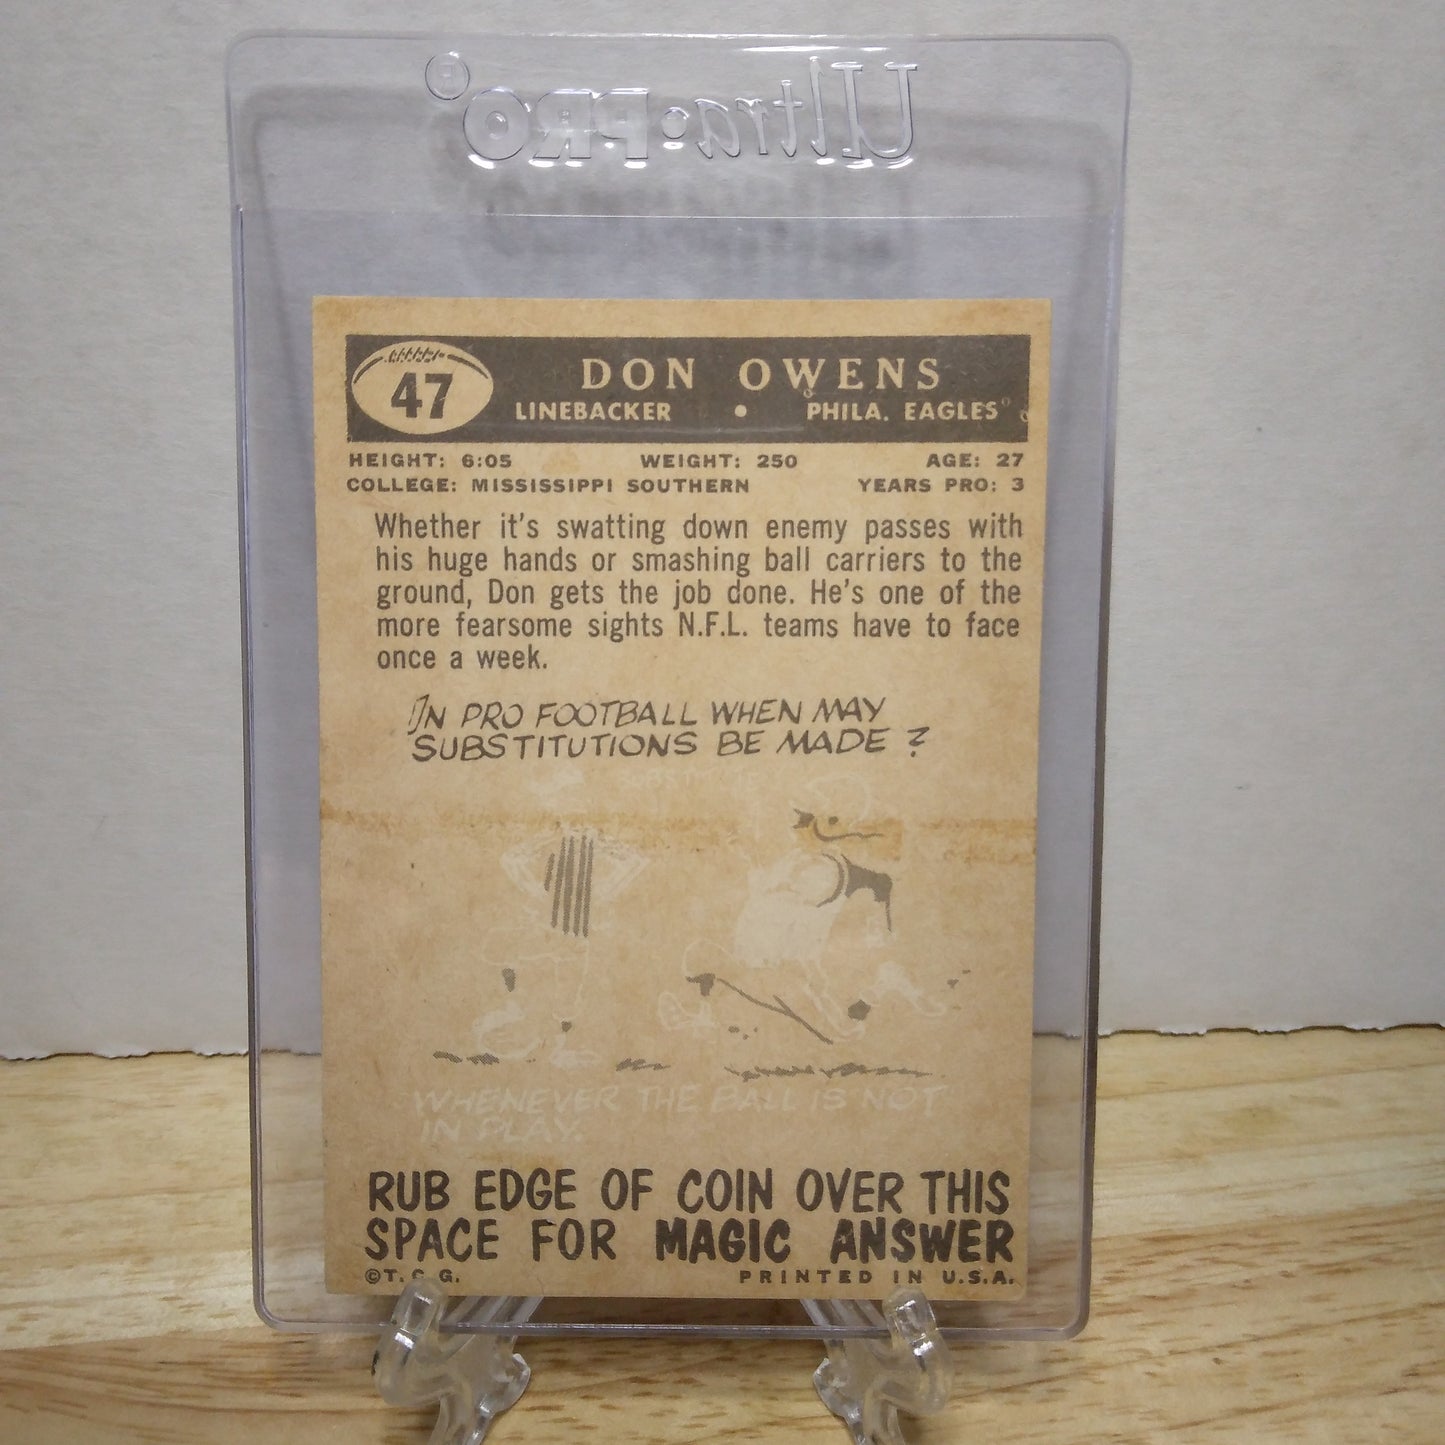 Ultra•PRO®
47
DON OWENS
LINEBACKER • PHILA. EAGLES
HEIGHT: 6:05 WEIGHT: 250 AGE: 27
COLLEGE: MISSISSIPPI SOUTHERN YEARS PRO: 3
Whether it's swatting down enemy passes with
his huge hands or smashing ball carriers to the
ground, Don gets the job done. He's one of the
more fearsome sights N.F.L. teams have to face
once a week.
IN PRO FOOTBALL WHEN MAY
SUBSTITUTIONS BE MADE?
WHENEVER THE BALL IS NOT
IN PLAY.
RUB EDGE OF COIN OVER THIS
SPACE FOR MAGIC ANSWER
©T.C.G. PRINTED IN U.S.A.